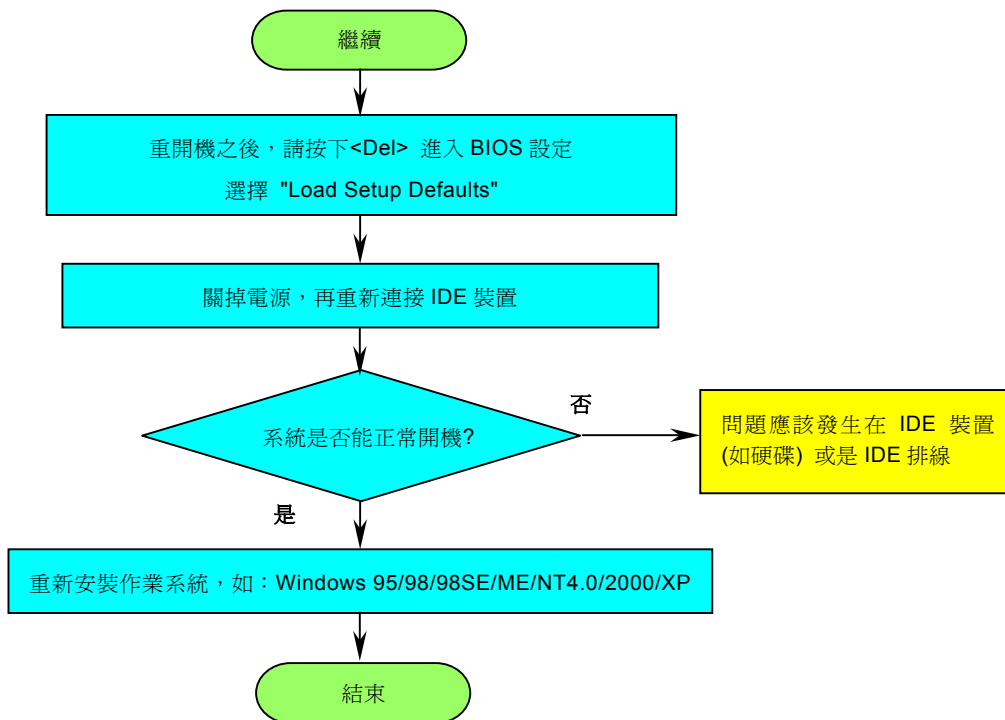 繼續
重開機之後，請按下<Del> 進入 BIOS 設定
選擇 "Load Setup Defaults"
關掉電源，再重新連接 IDE 裝置
系統是否能正常開機?
否
問題應該發生在 IDE 裝置
(如硬碟) 或是 IDE 排線
是
重新安裝作業系統，如：Windows 95/98/98SE/ME/NT4.0/2000/XP
結束